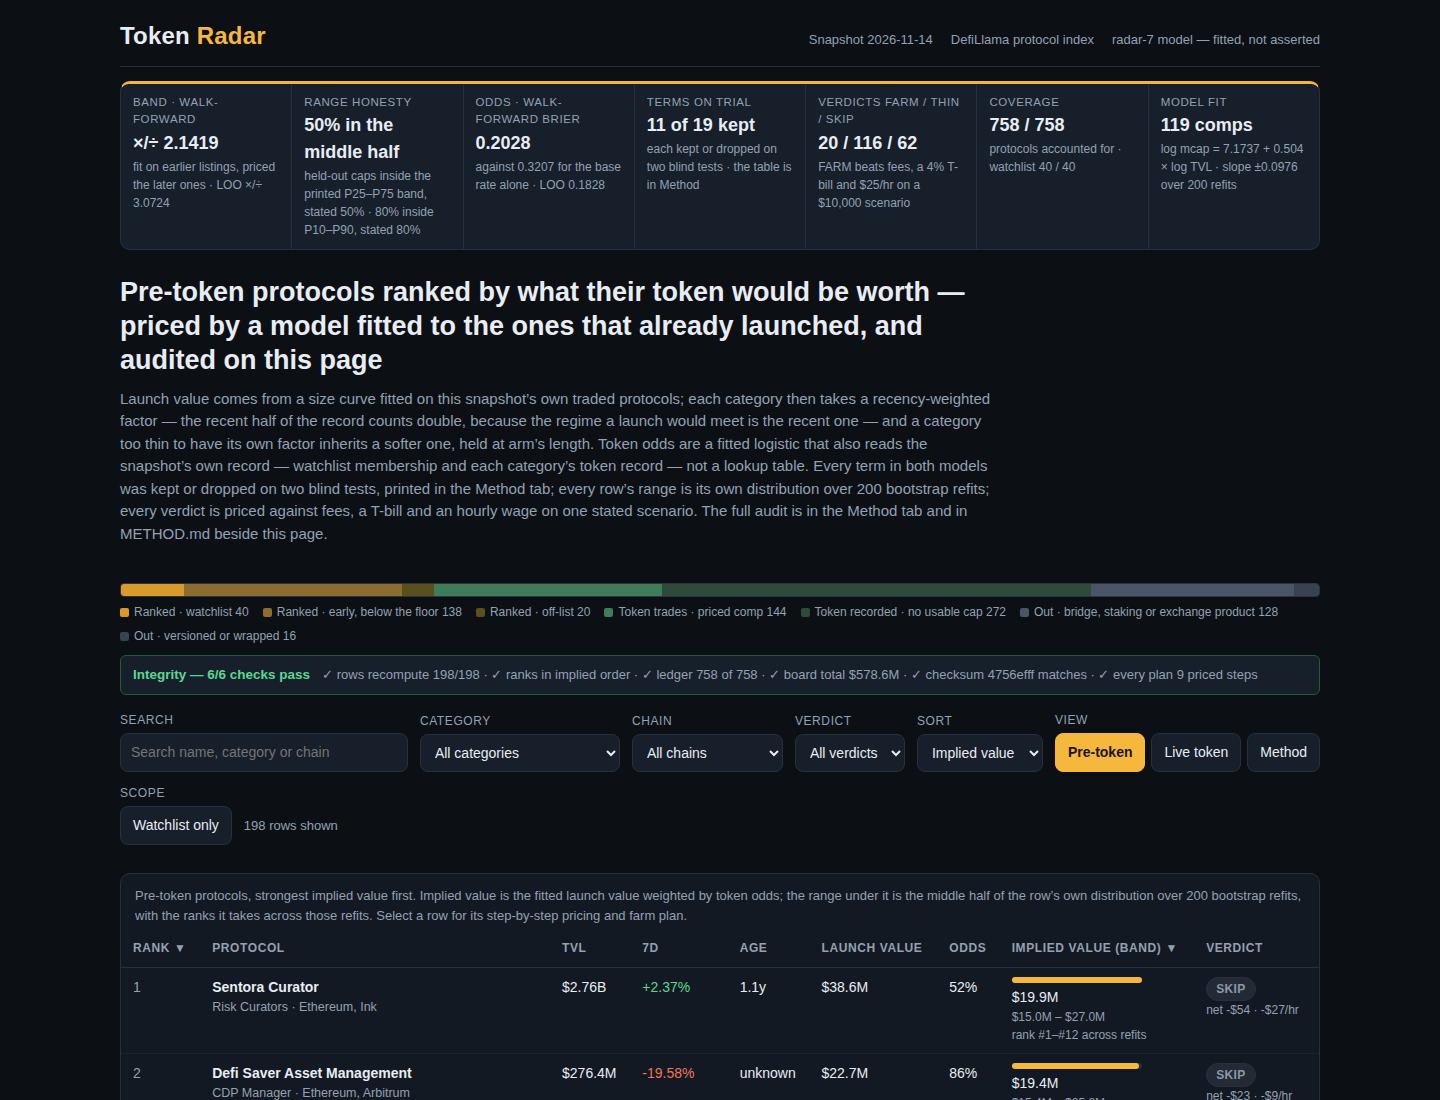 Token Radar
Snapshot 2026-11-14 DefiLlama protocol index radar-7 model — fitted, not asserted
BAND · WALK-
FORWARD
×/÷ 2.1419
fit on earlier listings, priced
the later ones · LOO ×/÷
3.0724
RANGE HONESTY
50% in the
middle half
held-out caps inside the
printed P25–P75 band,
stated 50% · 80% inside
P10–P90, stated 80%
ODDS · WALK-
FORWARD BRIER
0.2028
against 0.3207 for the base
rate alone · LOO 0.1828
TERMS ON TRIAL
11 of 19 kept
each kept or dropped on
two blind tests · the table is
in Method
VERDICTS FARM / THIN
/ SKIP
20 / 116 / 62
FARM beats fees, a 4% T-
bill and $25/hr on a
$10,000 scenario
COVERAGE
758 / 758
protocols accounted for ·
watchlist 40 / 40
MODEL FIT
119 comps
log mcap = 7.1737 + 0.504
× log TVL · slope ±0.0976
over 200 refits
Pre-token protocols ranked by what their token would be worth —
priced by a model fitted to the ones that already launched, and
audited on this page
Launch value comes from a size curve fitted on this snapshot’s own traded protocols; each category then takes a recency-weighted
factor — the recent half of the record counts double, because the regime a launch would meet is the recent one — and a category
too thin to have its own factor inherits a softer one, held at arm’s length. Token odds are a fitted logistic that also reads the
snapshot’s own record — watchlist membership and each category’s token record — not a lookup table. Every term in both models
was kept or dropped on two blind tests, printed in the Method tab; every row’s range is its own distribution over 200 bootstrap refits;
every verdict is priced against fees, a T-bill and an hourly wage on one stated scenario. The full audit is in the Method tab and in
METHOD.md beside this page.
Ranked · watchlist 40 Ranked · early, below the floor 138 Ranked · off-list 20 Token trades · priced comp 144 Token recorded · no usable cap 272 Out · bridge, staking or exchange product 128
Out · versioned or wrapped 16
Integrity — 6/6 checks pass ✓ rows recompute 198/198 · ✓ ranks in implied order · ✓ ledger 758 of 758 · ✓ board total $578.6M · ✓ checksum 4756efff matches · ✓ every plan 9 priced steps
SEARCH CATEGORY CHAIN VERDICT SORT VIEW
Search name, category or chain All categories All chains All verdicts Implied value Pre-token Live token Method
SCOPE
Watchlist only 198 rows shown
Pre-token protocols, strongest implied value first. Implied value is the fitted launch value weighted by token odds; the range under it is the middle half of the row’s own distribution over 200 bootstrap refits,
with the ranks it takes across those refits. Select a row for its step-by-step pricing and farm plan.
RANK ▼ PROTOCOL TVL 7D AGE LAUNCH VALUE ODDS IMPLIED VALUE (BAND) ▼ VERDICT
1 Sentora Curator $2.76B +2.37% 1.1y $38.6M 52% $19.9M SKIP
Risk Curators · Ethereum, Ink $15.0M – $27.0M net -$54 · -$27/hr
rank #1–#12 across refits
2 Defi Saver Asset Management $276.4M -19.58% unknown $22.7M 86% $19.4M SKIP
CDP Manager · Ethereum, Arbitrum net -$23 · -$9/hr